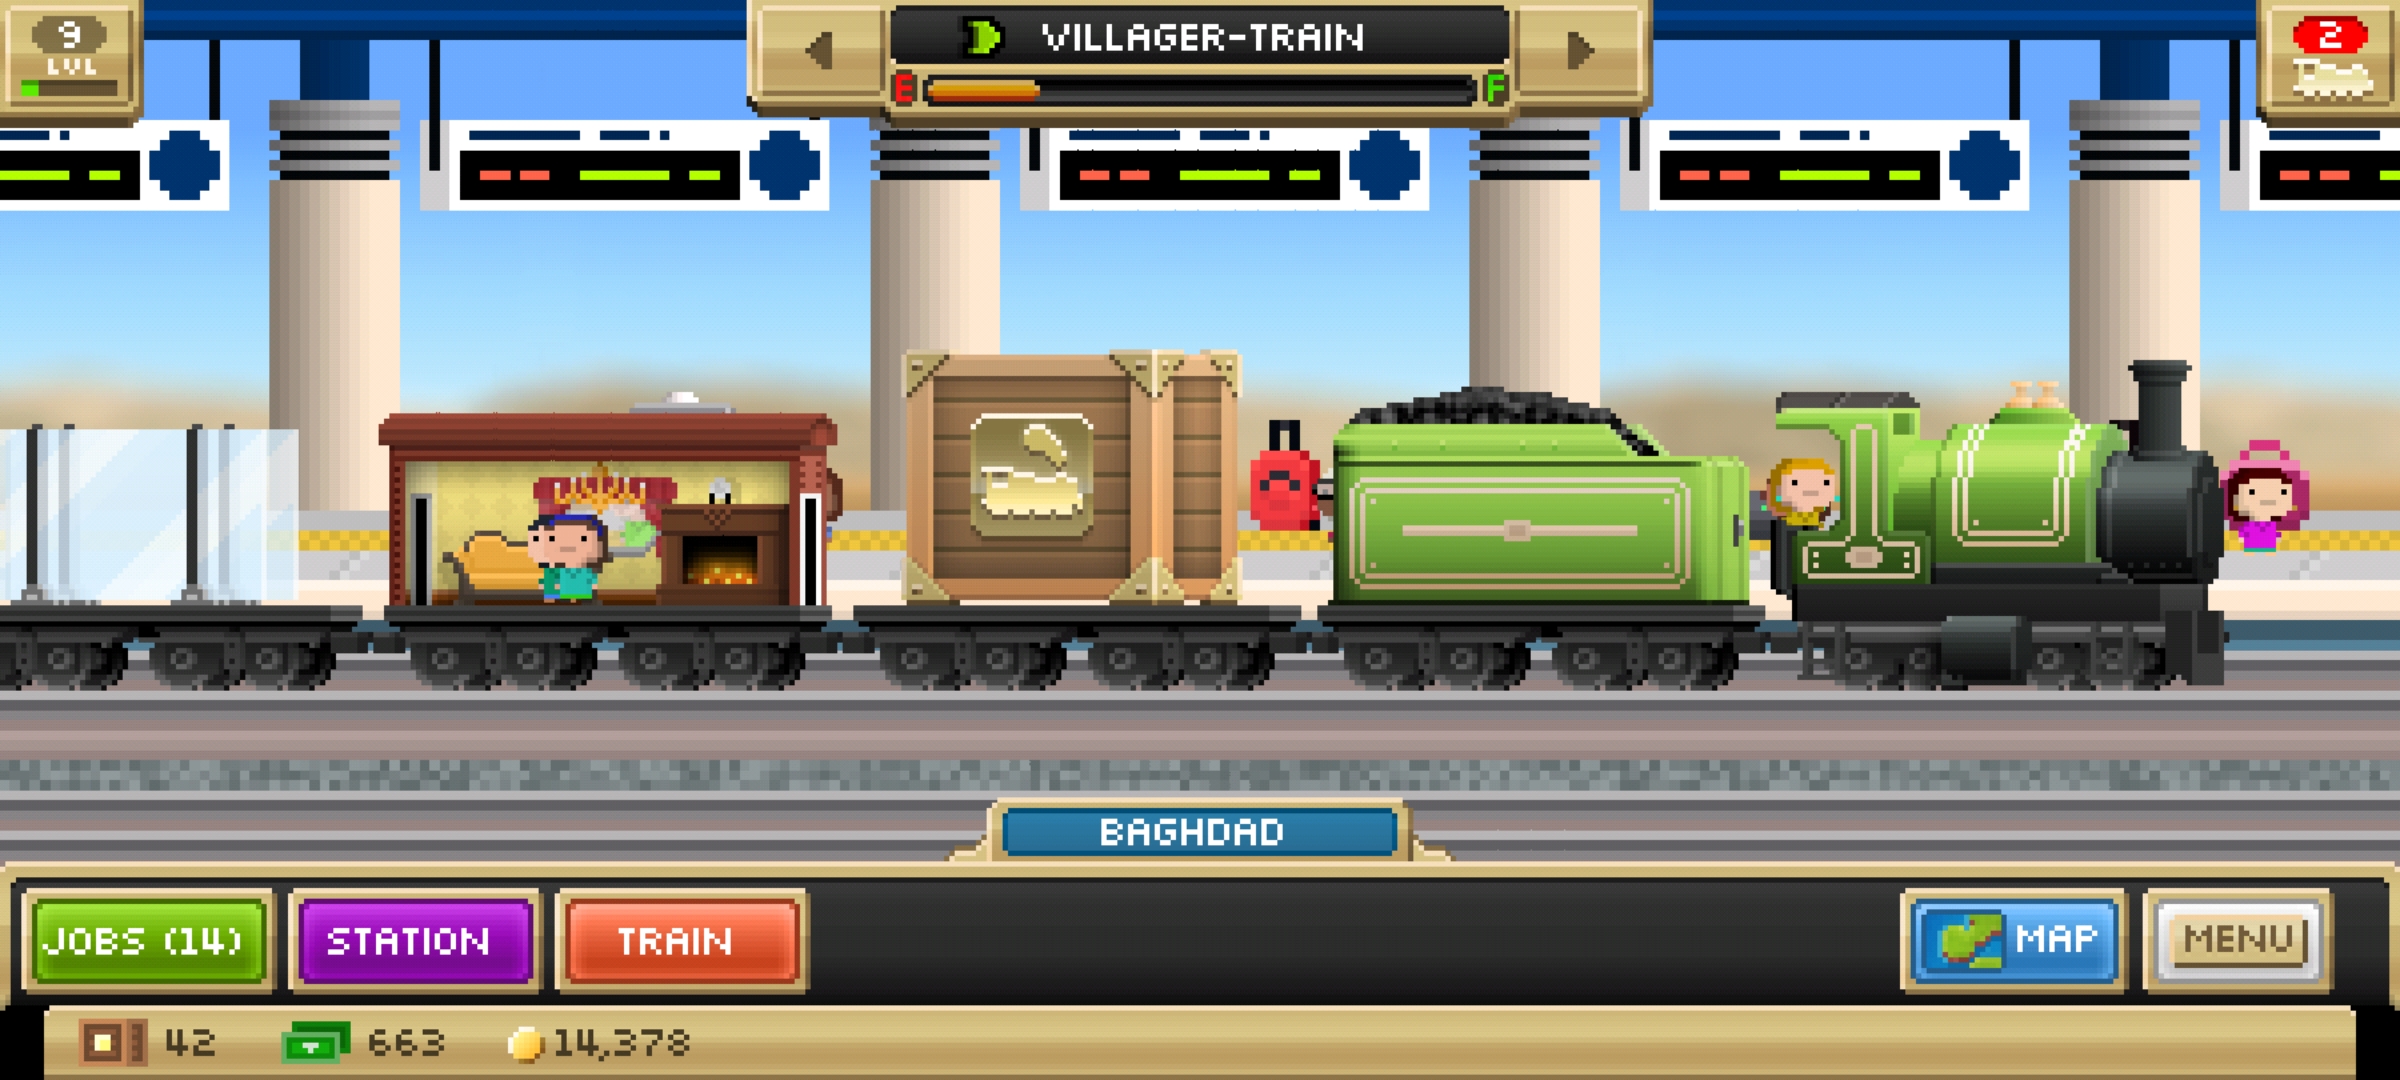 9
LVL
VILLAGER-TRAIN
E F
2
BAGHDAD
JOBS (14)
STATION
TRAIN
MAP
MENU
42
663
14,378